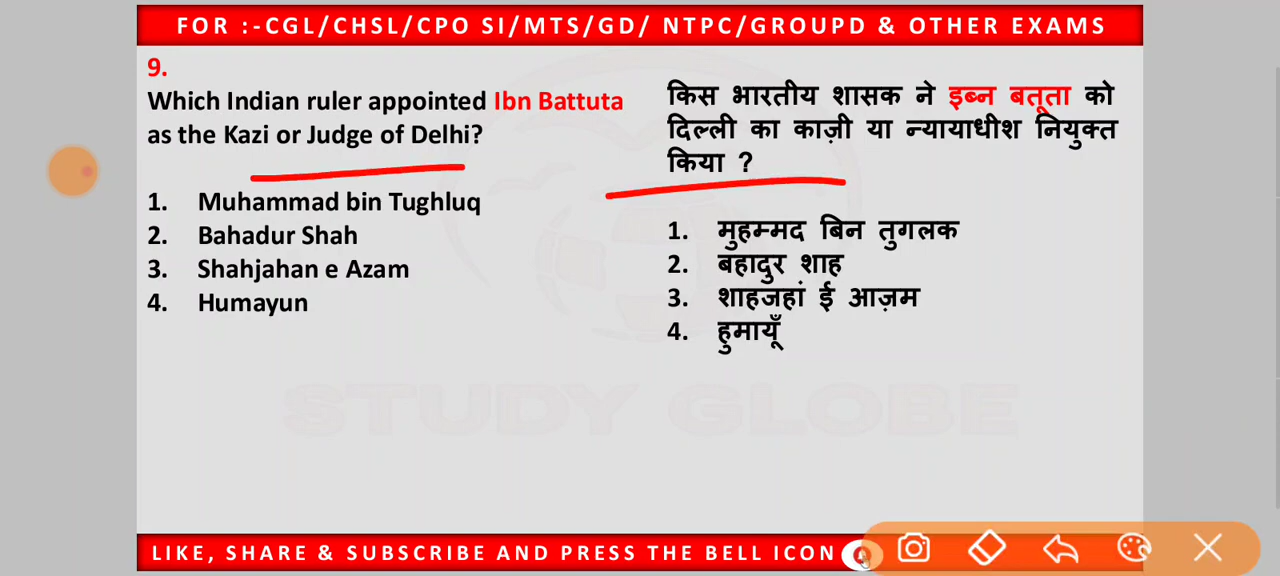 FOR :-CGL/CHSL/CPO SI/MTS/GD/ NTPC/GROUPD & OTHER EXAMS
9.
Which Indian ruler appointed Ibn Battuta
as the Kazi or Judge of Delhi?
1. Muhammad bin Tughluq
2. Bahadur Shah
3. Shahjahan e Azam
4. Humayun
किस भारतीय शासक ने इब्न बतूता को
दिल्ली का काज़ी या न्यायाधीश नियुक्त
किया ?
1. मुहम्मद बिन तुगलक
2. बहादुर शाह
3. शाहजहां ई आज़म
4. हुमायूँ
STUDY GLOBE
LIKE, SHARE & SUBSCRIBE AND PRESS THE BELL ICON